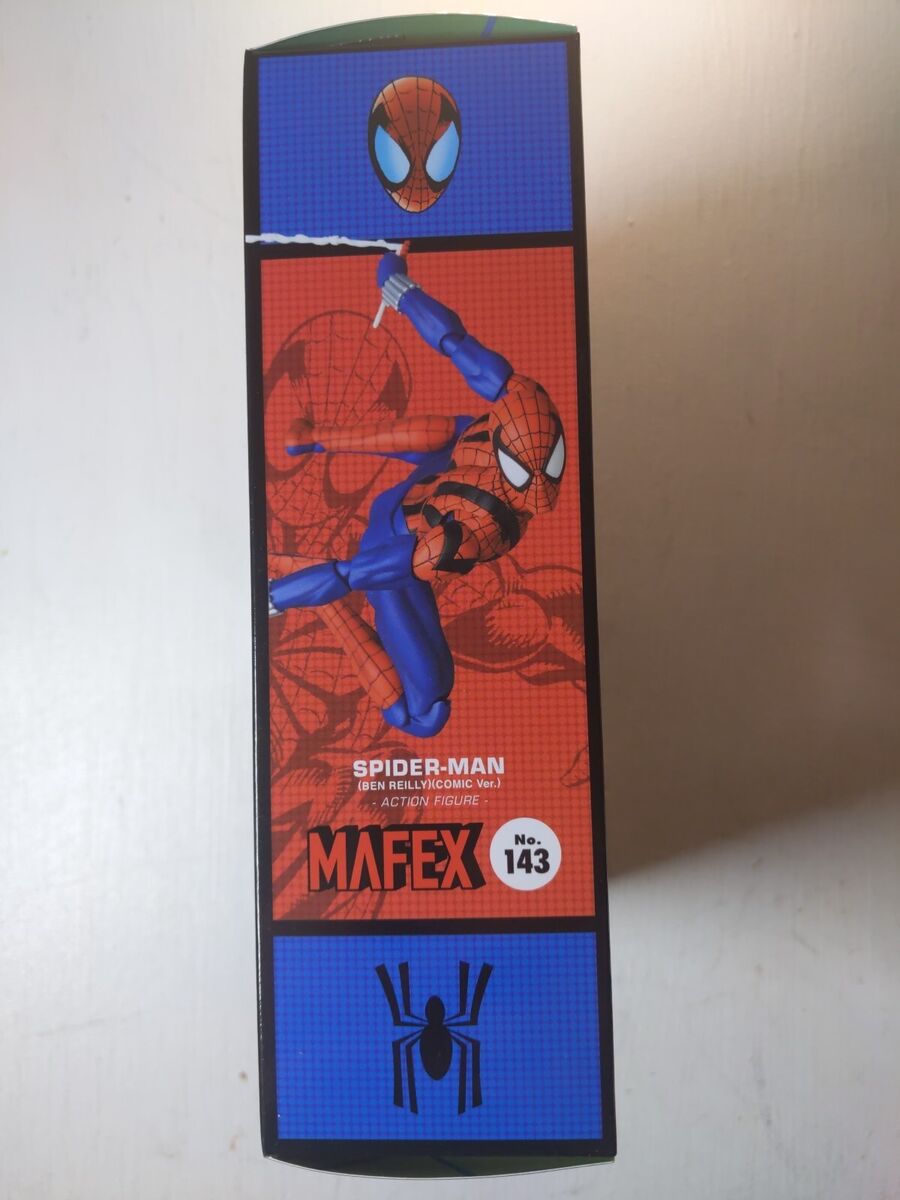 SPIDER-MAN
(BEN REILLY)(COMIC Ver.)
- ACTION FIGURE -
MAFEX
No.
143